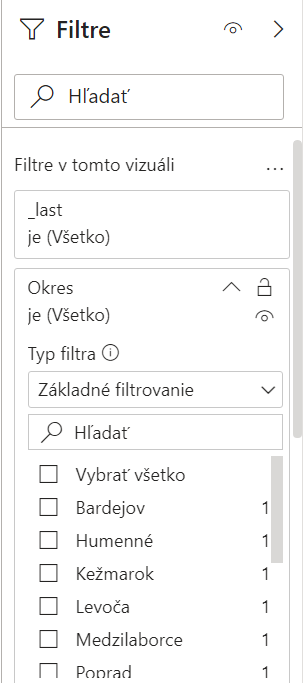 Filtre
Hľadať
Filtre v tomto vizuáli ...
_last
je (Všetko)
Okres
je (Všetko)
Typ filtra
Základné filtrovanie
Hľadať
Vybrať všetko
Bardejov 1
Humenné 1
Kežmarok 1
Levoča 1
Medzilaborce 1
Poprad 1